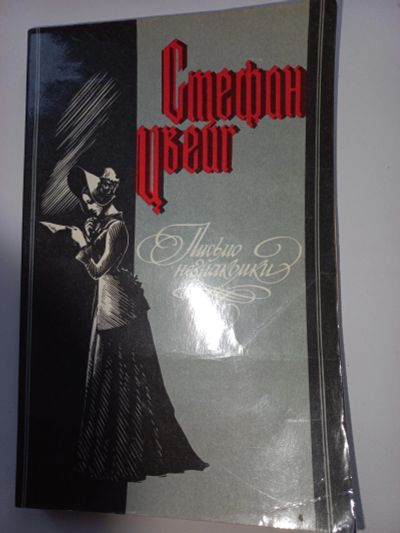 Стефан
Цвейг
Письмо
незнакомки